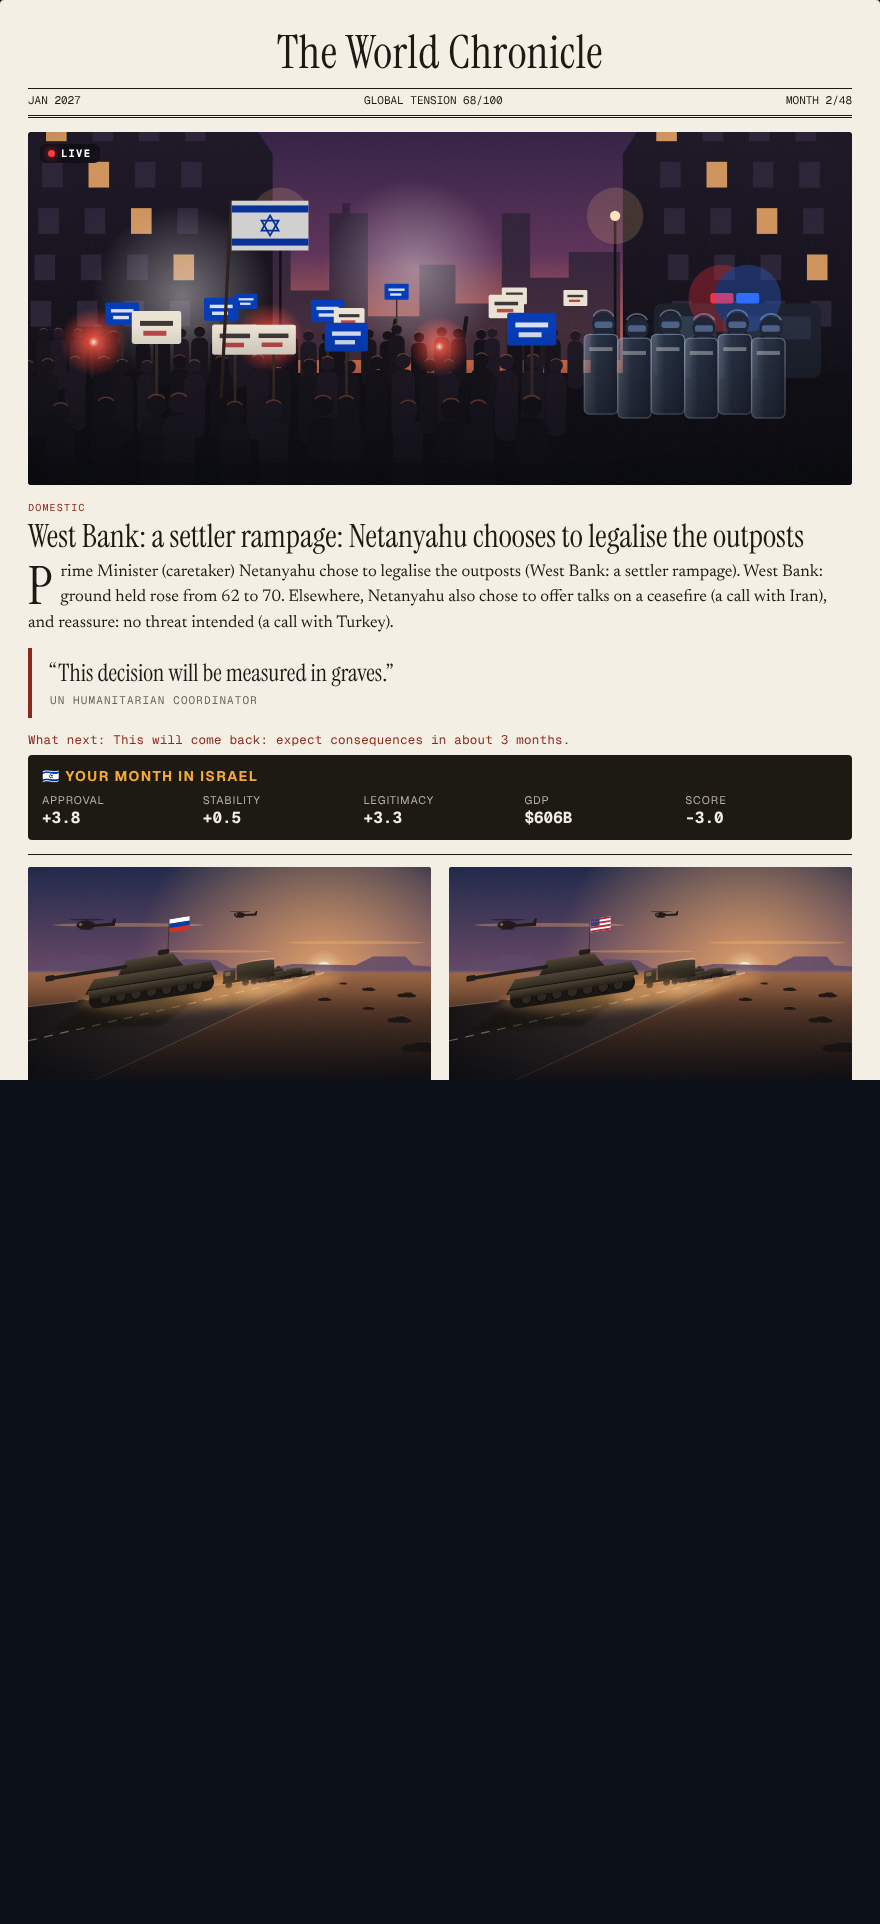 The World Chronicle
JAN 2027 GLOBAL TENSION 68/100 MONTH 2/48
LIVE
DOMESTIC
West Bank: a settler rampage: Netanyahu chooses to legalise the outposts
Prime Minister (caretaker) Netanyahu chose to legalise the outposts (West Bank: a settler rampage). West Bank:
ground held rose from 62 to 70. Elsewhere, Netanyahu also chose to offer talks on a ceasefire (a call with Iran),
and reassure: no threat intended (a call with Turkey).
“This decision will be measured in graves.”
UN HUMANITARIAN COORDINATOR
What next: This will come back: expect consequences in about 3 months.
🇮🇱 YOUR MONTH IN ISRAEL
APPROVAL STABILITY LEGITIMACY GDP SCORE
+3.8 +0.5 +3.3 $606B -3.0